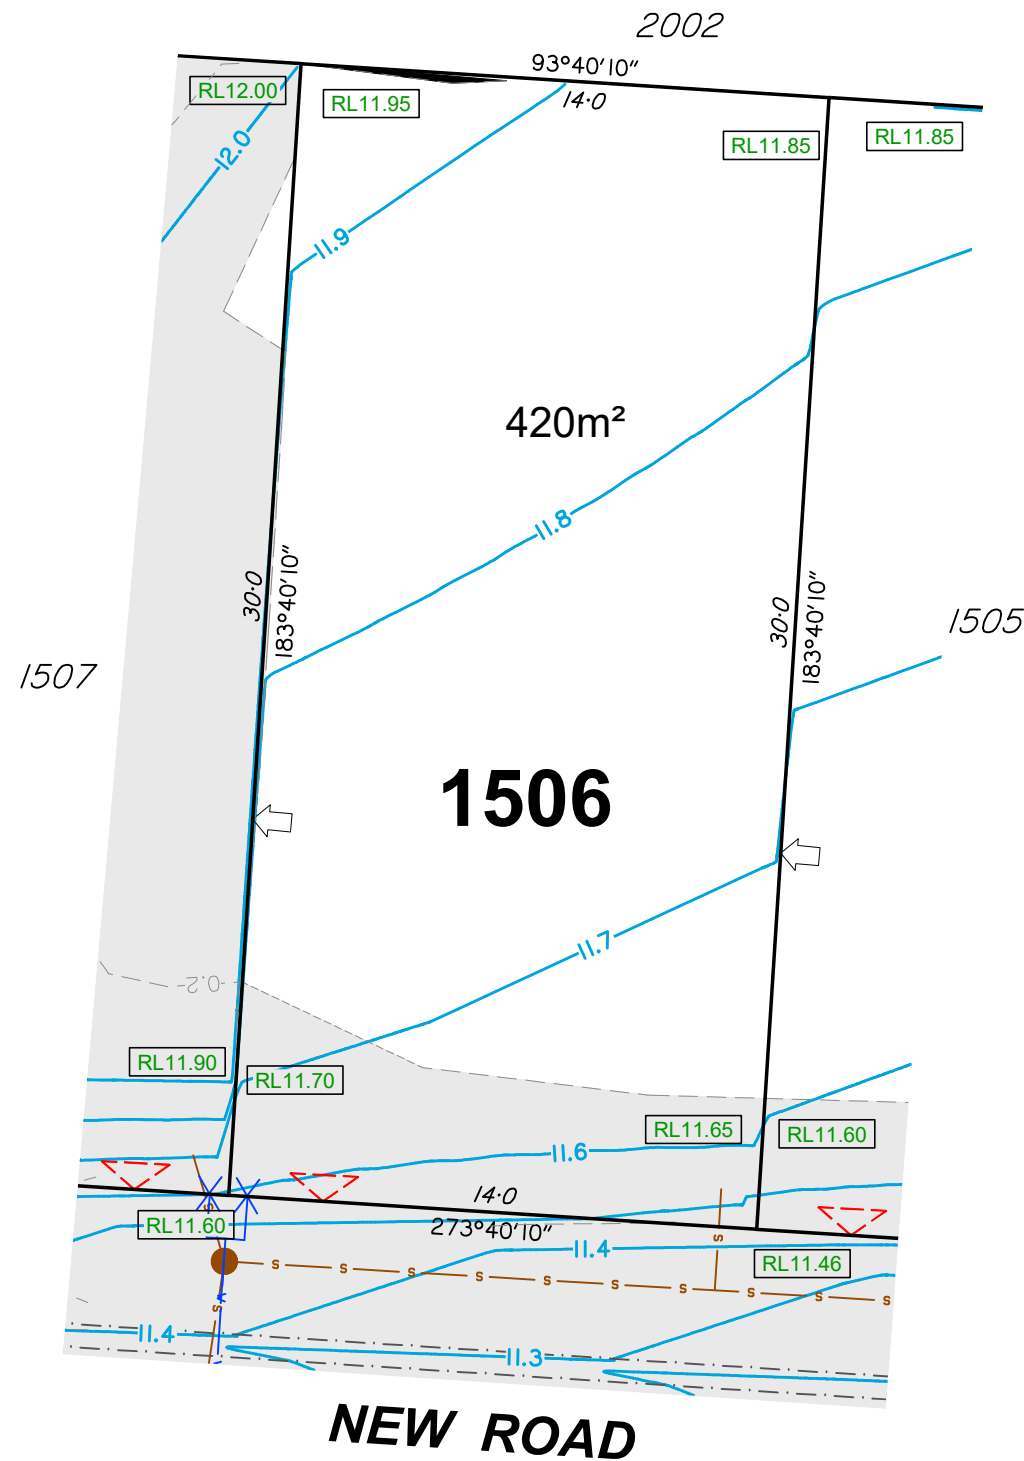 2002
93°40'10"
RL12.00
RL11.95
14·0
RL11.85
RL11.85
12.0
11.9
420m²
11.8
30·0
183°40'10"
30·0
183°40'10"
1505
1507
1506
11.7
-0.2-
RL11.90
RL11.70
RL11.65
RL11.60
11.6
14·0
RL11.60
273°40'10"
s
s
11.4
RL11.46
s s s s s s s s s s
v
s
11.4
11.3
NEW ROAD